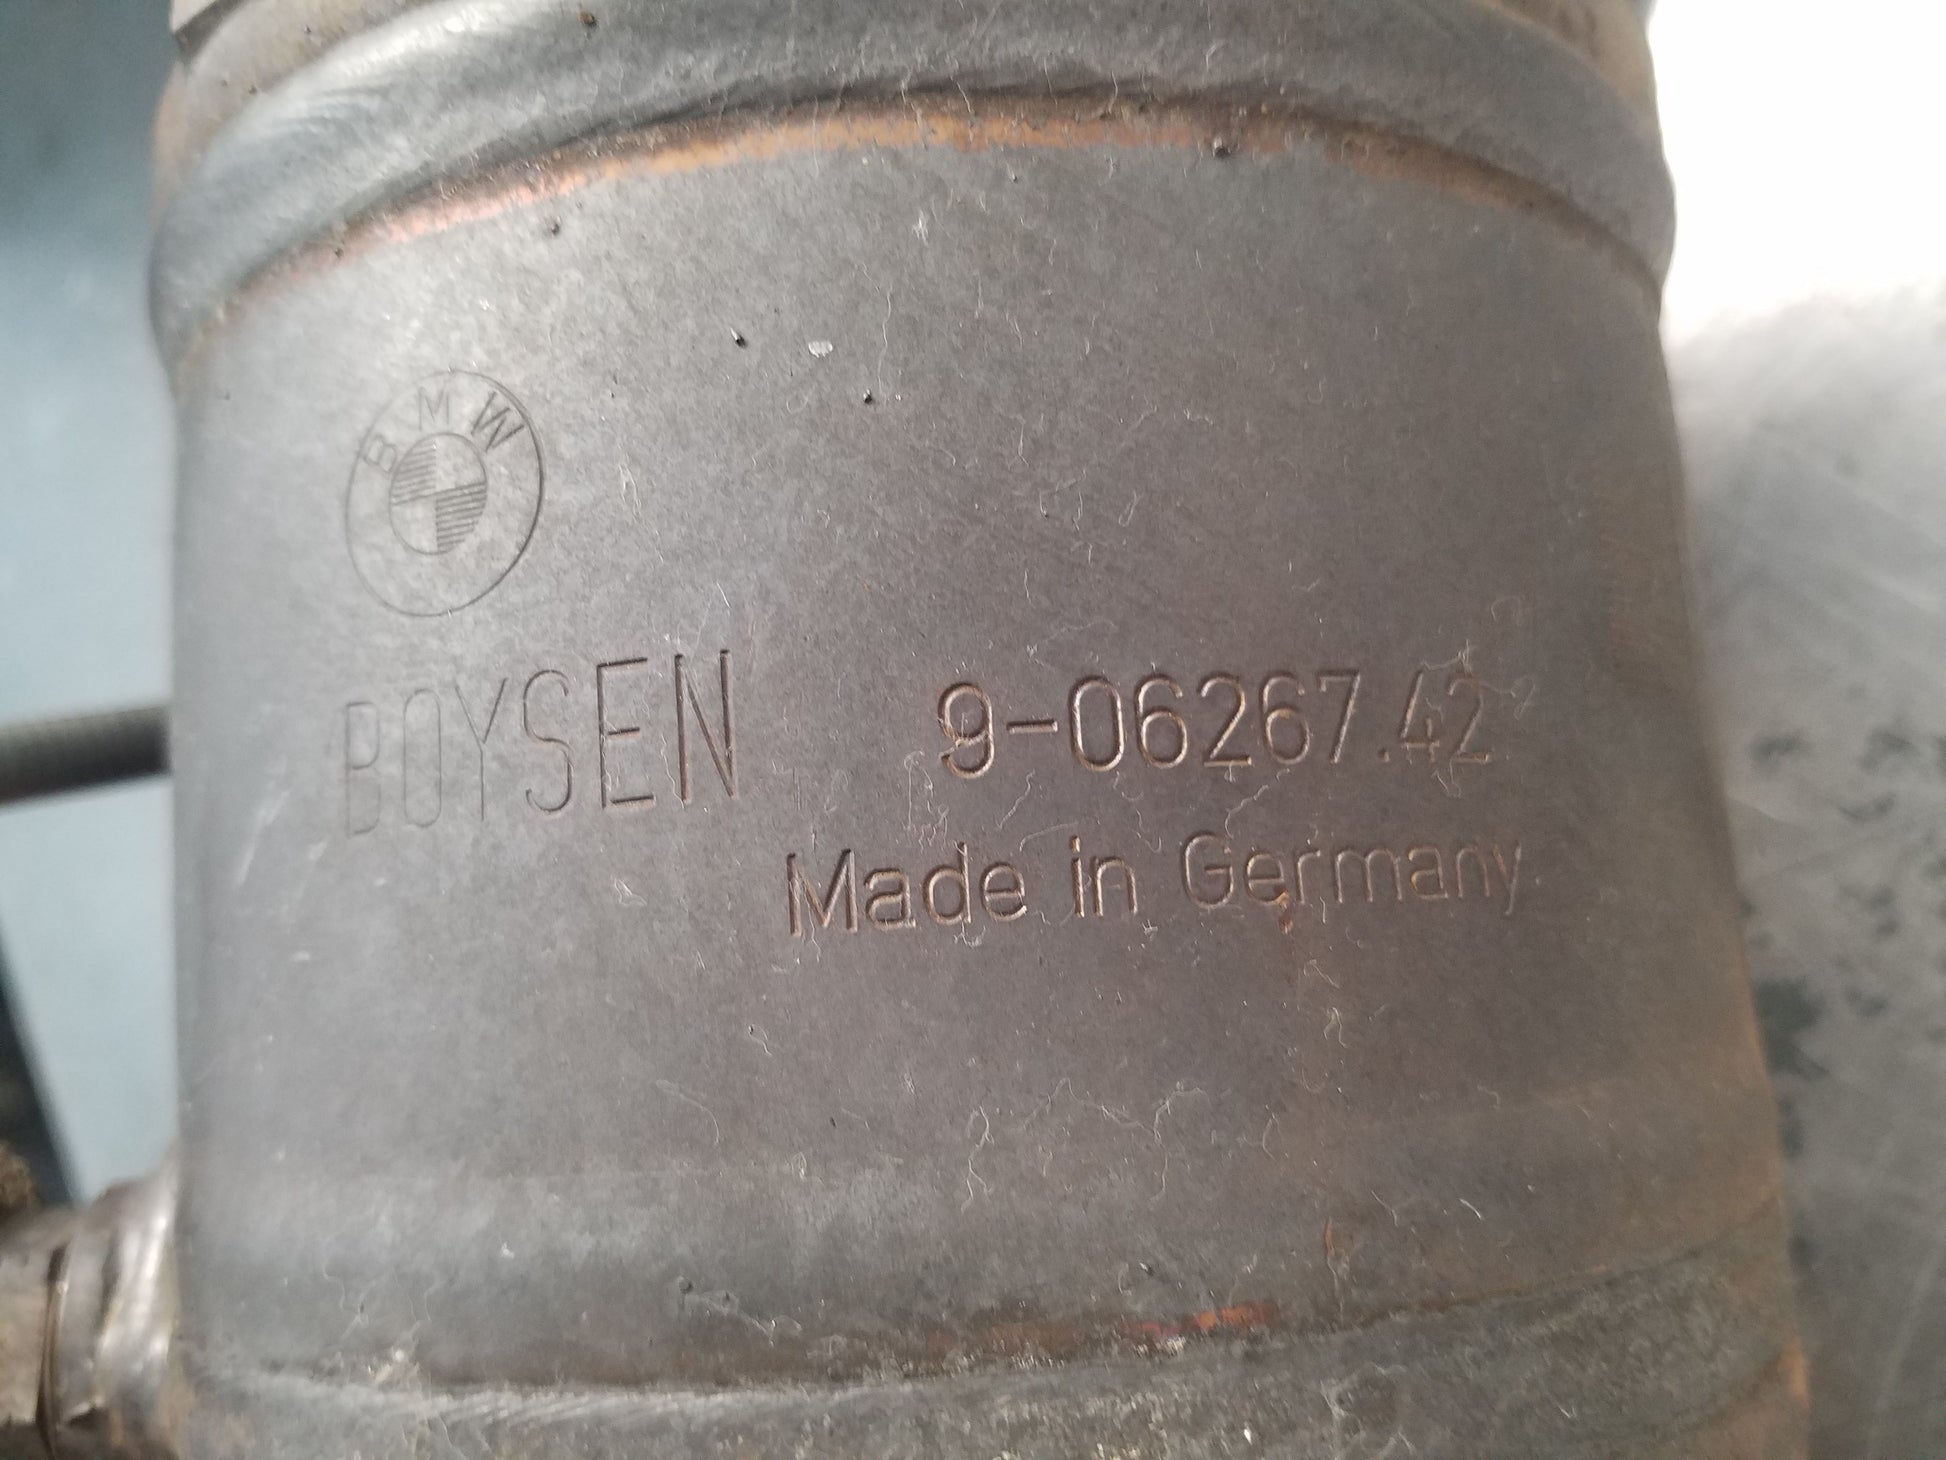 BMW
BOYSEN 9-06267.42
Made in Germany